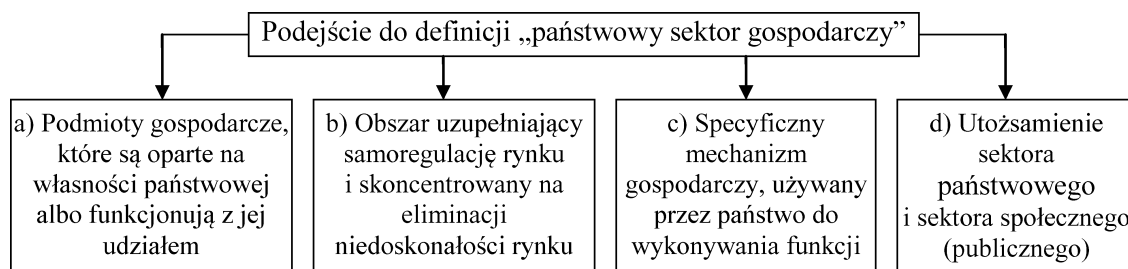 Podejście do definicji „państwowy sektor gospodarczy”
a) Podmioty gospodarcze,
które są oparte na
własności państwowej
albo funkcjonują z jej
udziałem
b) Obszar uzupełniający
samoregulację rynku
i skoncentrowany na
eliminacji
niedoskonałości rynku
c) Specyficzny
mechanizm
gospodarczy, używany
przez państwo do
wykonywania funkcji
d) Utożsamienie
sektora
państwowego
i sektora społecznego
(publicznego)